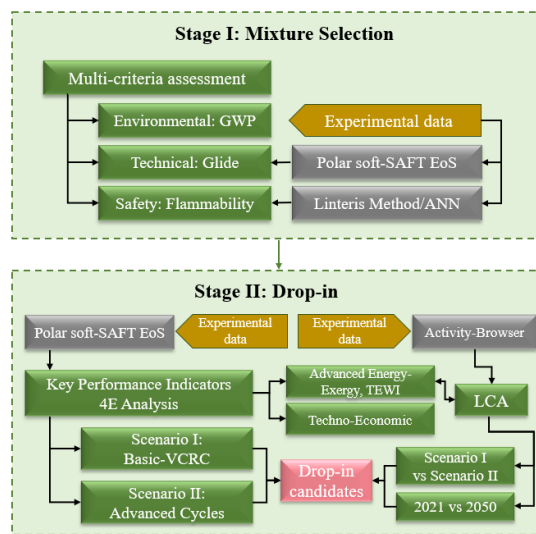 Stage I: Mixture Selection
Multi-criteria assessment
Environmental: GWP
Experimental data
Technical: Glide
Polar soft-SAFT EoS
Safety: Flammability
Linteris Method/ANN
Stage II: Drop-in
Polar soft-SAFT EoS
Experimental
data
Experimental
data
Activity-Browser
Key Performance Indicators
4E Analysis
Advanced Energy-
Exergy, TEWI
Techno-Economic
LCA
Scenario I:
Basic-VCRC
Scenario II:
Advanced Cycles
Drop-in
candidates
Scenario I
vs Scenario II
2021 vs 2050